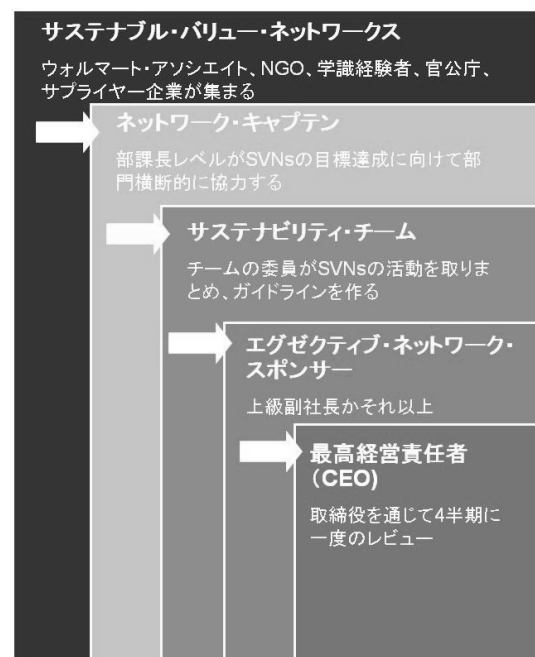 サステナブル・バリュー・ネットワークス
ウォルマート・アソシエイト、NGO、学識経験者、官公庁、
サプライヤー企業が集まる
ネットワーク・キャプテン
部課長レベルがSVNsの目標達成に向けて部
門横断的に協力する
サステナビリティ・チーム
チームの委員がSVNsの活動を取りま
とめ、ガイドラインを作る
エグゼクティブ・ネットワーク・
スポンサー
上級副社長かそれ以上
最高経営責任者
（CEO)
取締役を通じて4半期に
一度のレビュー